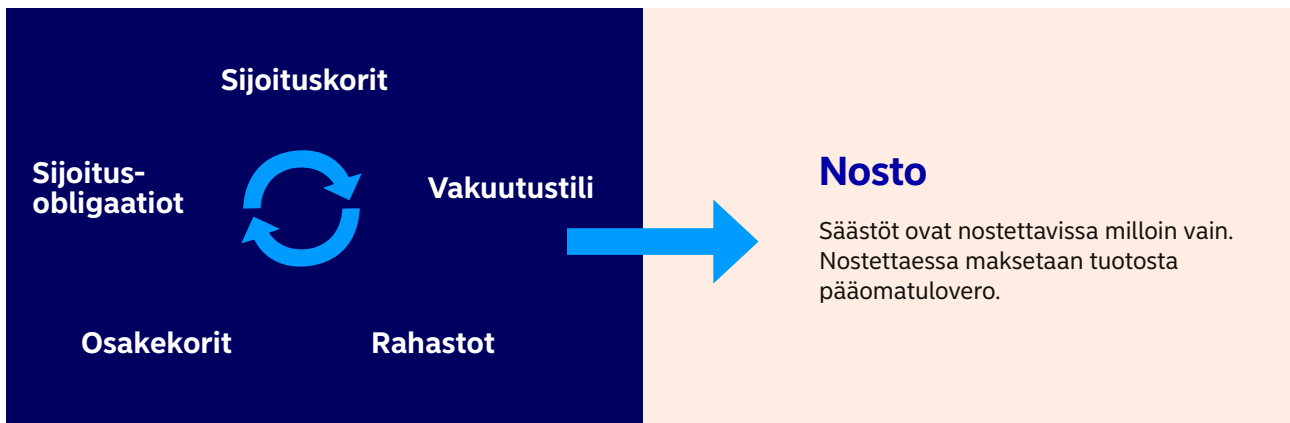 Sijoituskorit
Sijoitus-
obligaatiot
Vakuutustili
Osakekorit
Rahastot
Nosto
Säästöt ovat nostettavissa milloin vain.
Nostettaessa maksetaan tuotosta
pääomatulovero.